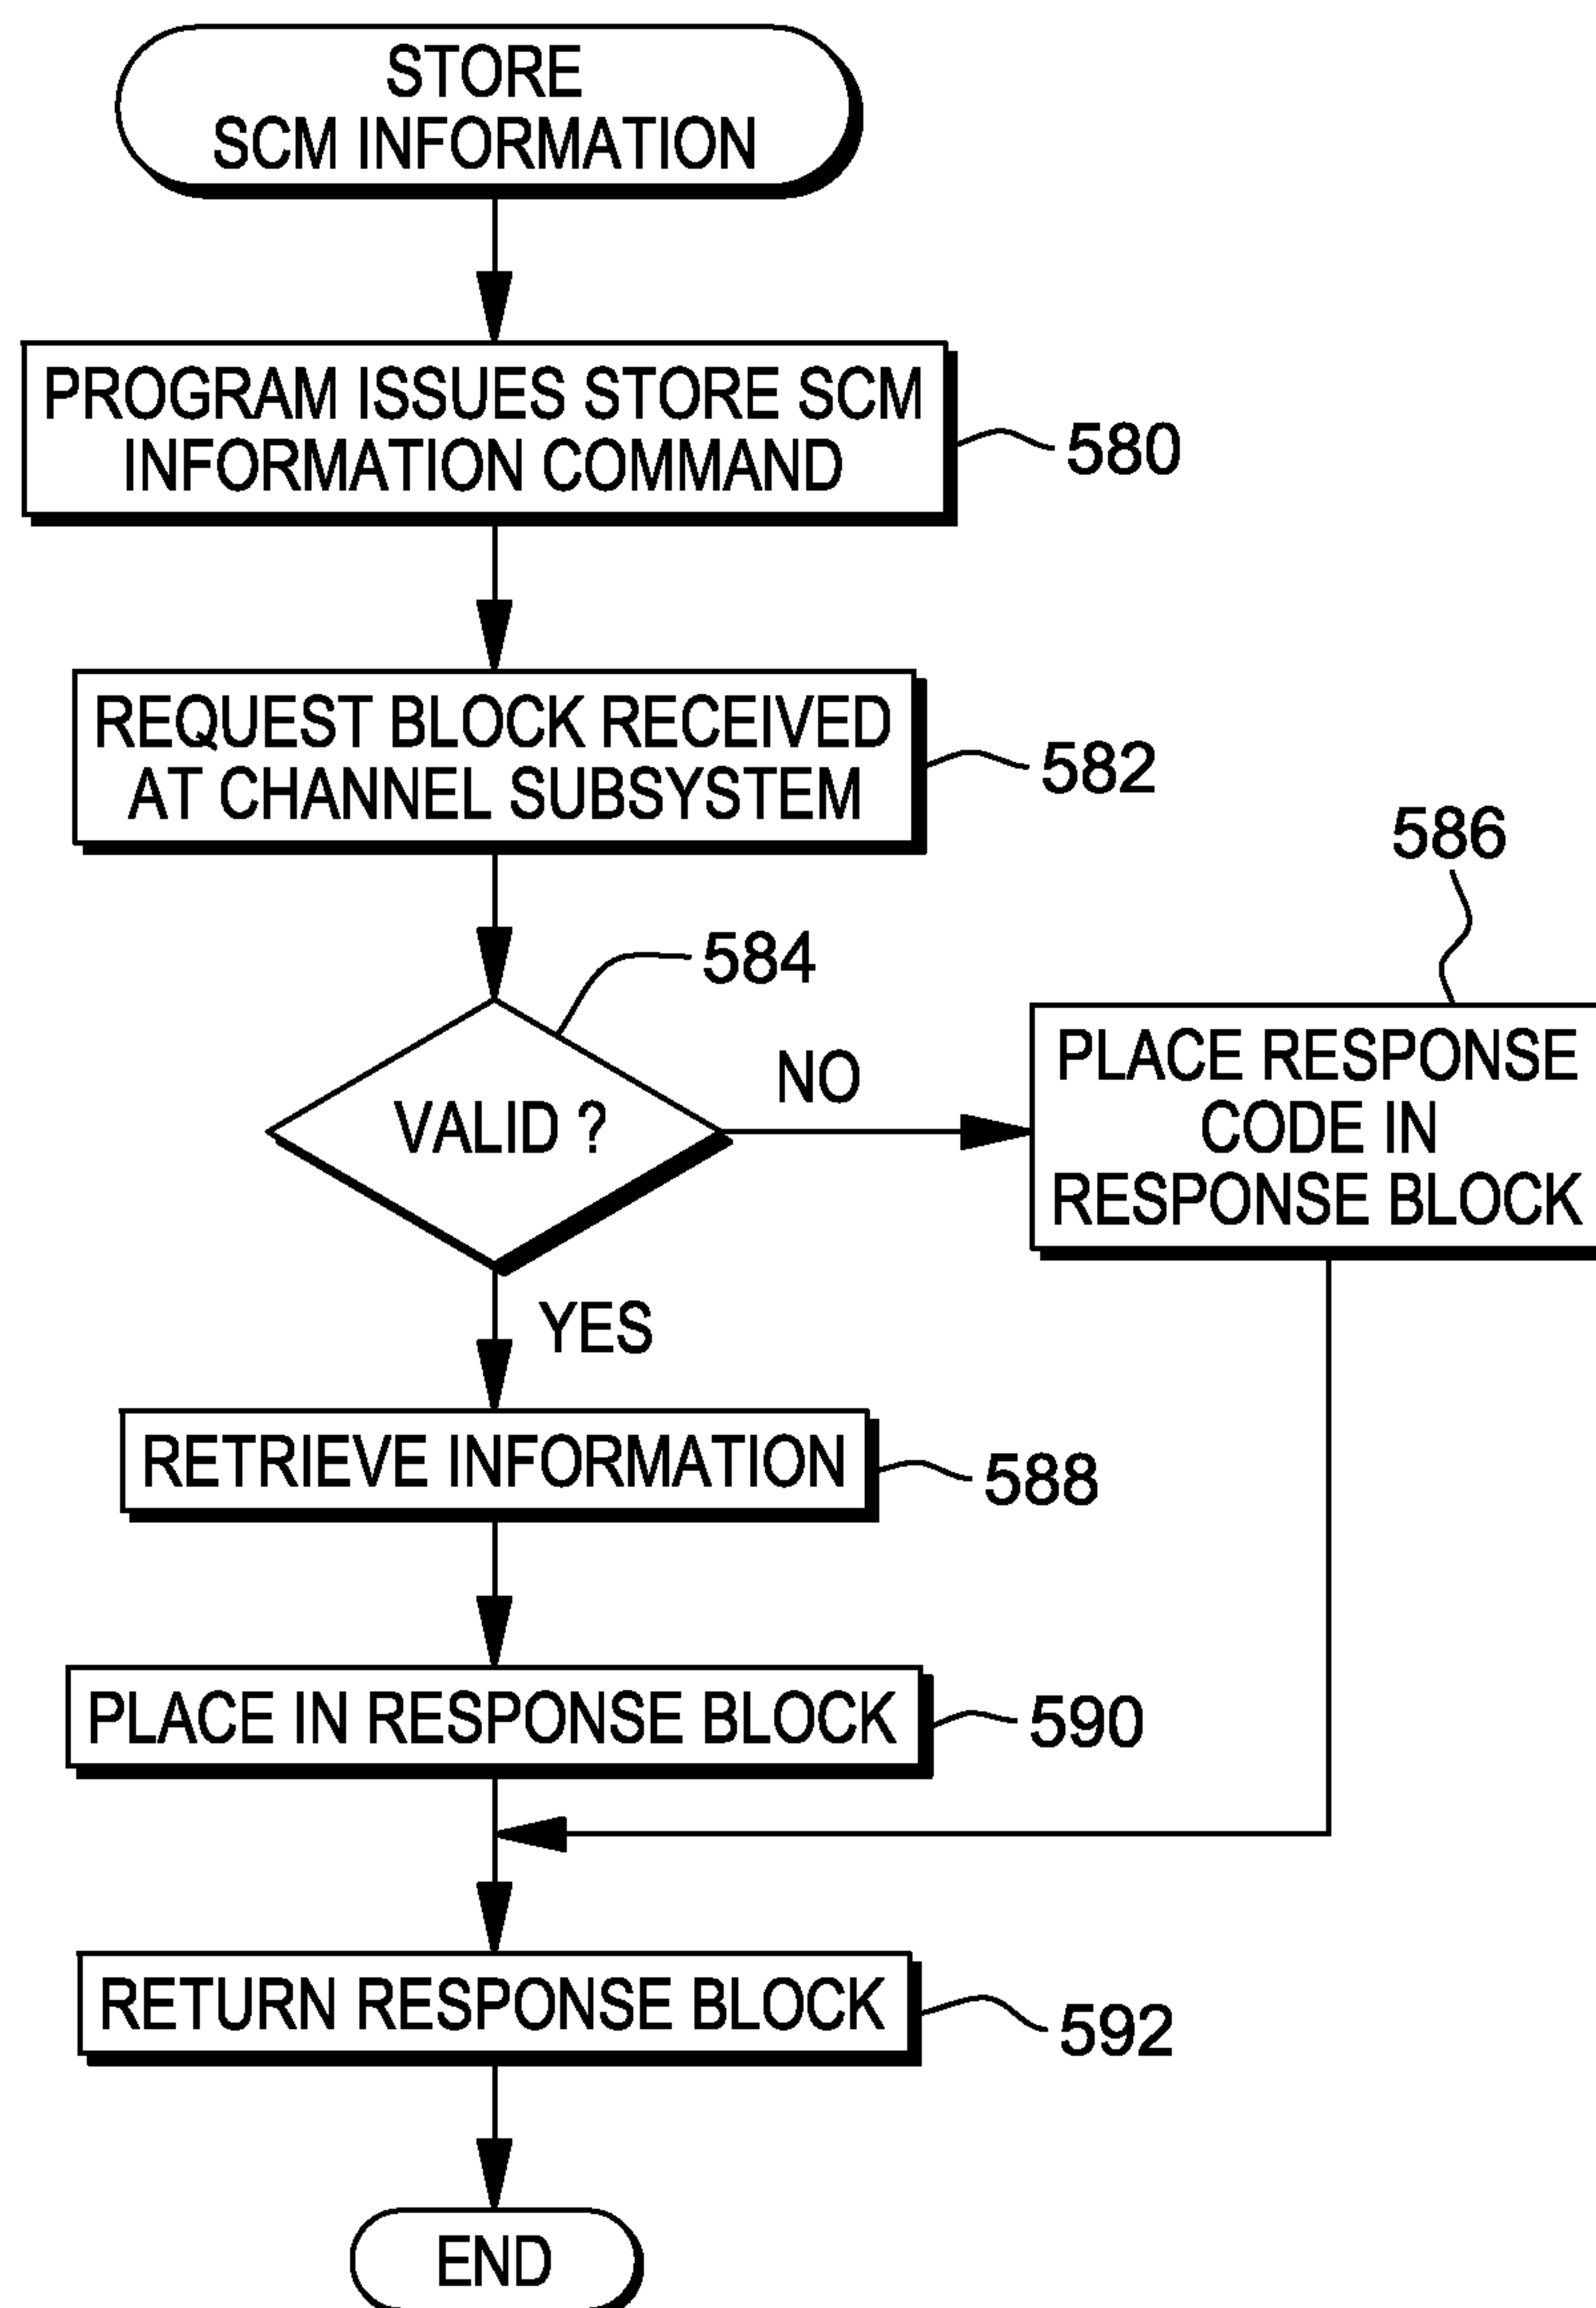 STORE
SCM INFORMATION
PROGRAM ISSUES STORE SCM
INFORMATION COMMAND
580
REQUEST BLOCK RECEIVED
AT CHANNEL SUBSYSTEM
582
584
VALID ?
NO
586
PLACE RESPONSE
CODE IN
RESPONSE BLOCK
YES
RETRIEVE INFORMATION
588
PLACE IN RESPONSE BLOCK
590
RETURN RESPONSE BLOCK
592
END